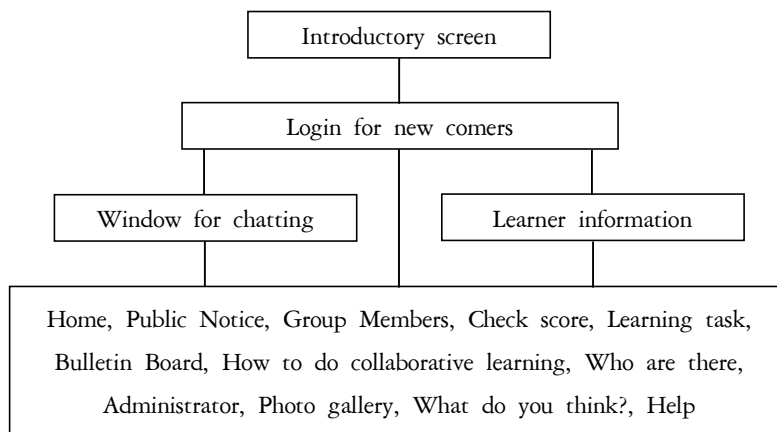 Introductory screen
Login for new comers
Window for chatting
Learner information
Home, Public Notice, Group Members, Check score, Learning task,
Bulletin Board, How to do collaborative learning, Who are there,
Administrator, Photo gallery, What do you think?, Help